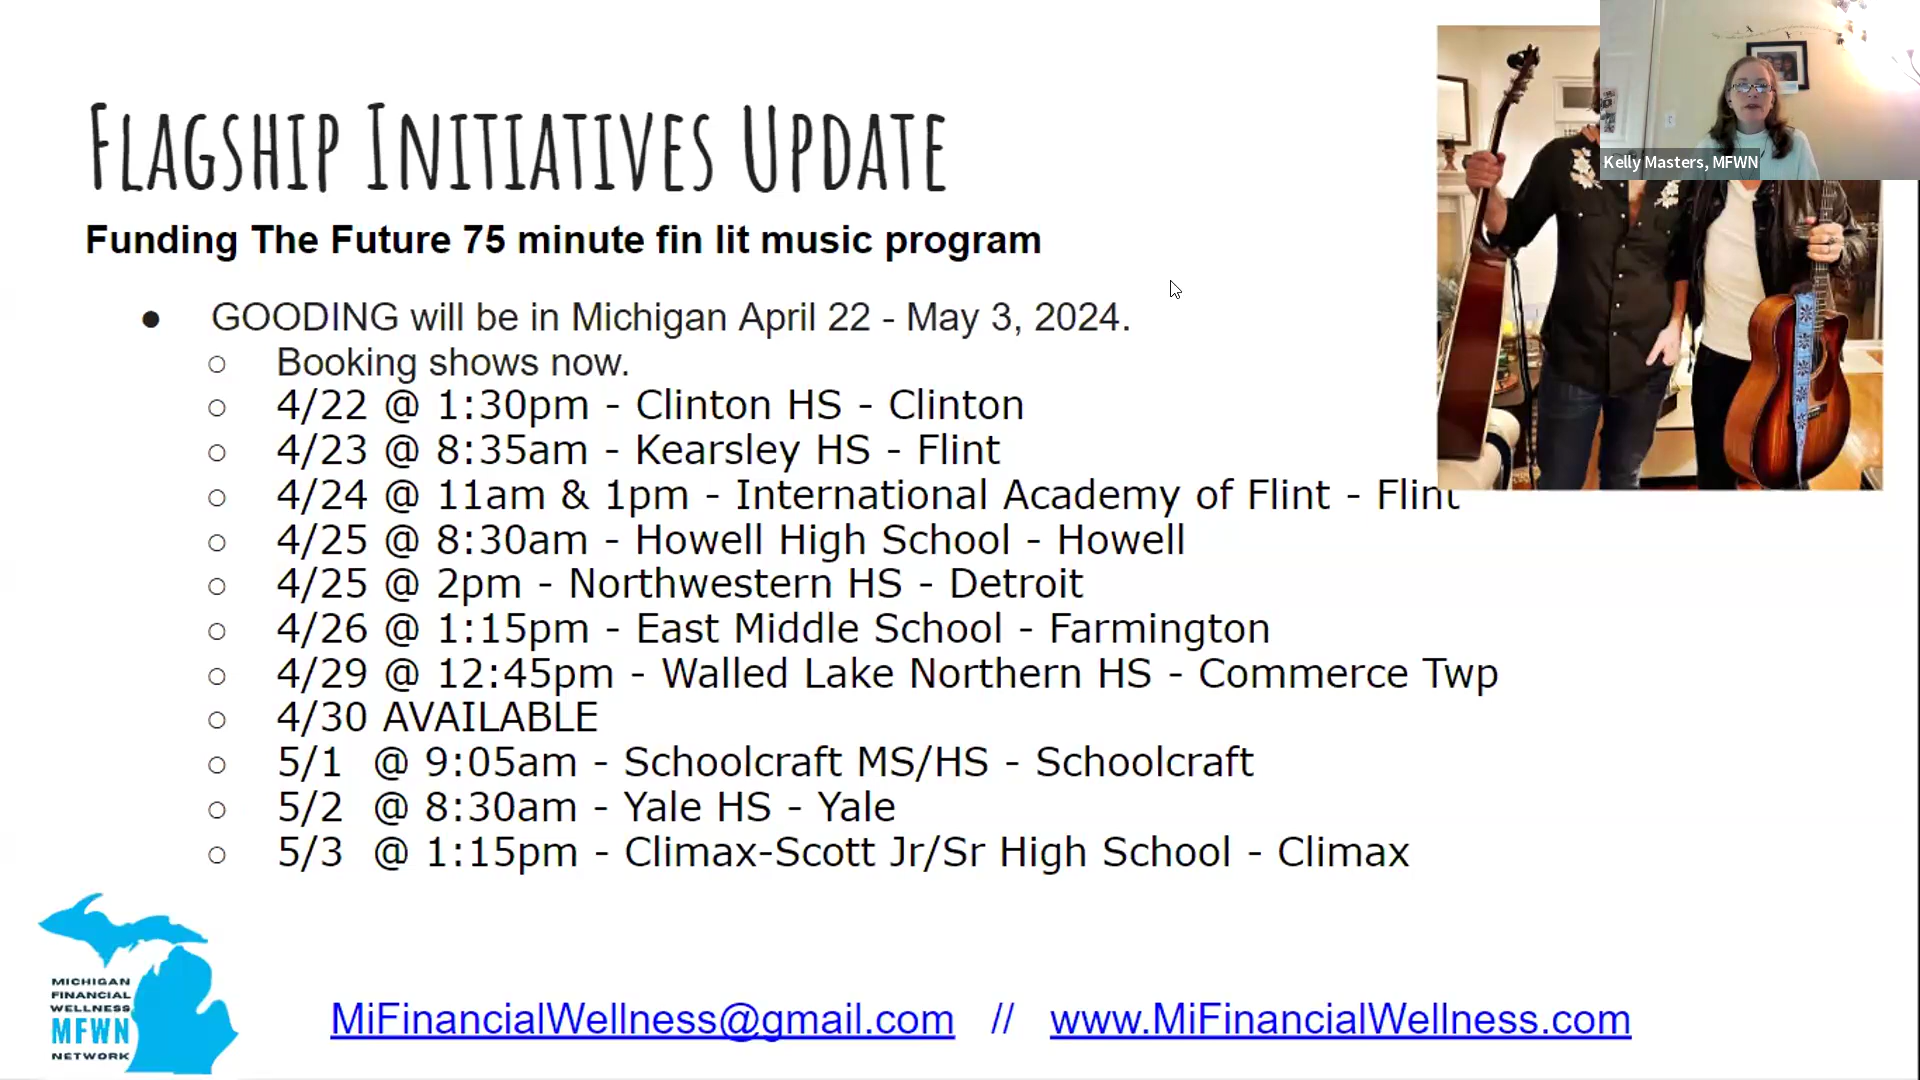 FLAGSHIP INITIATIVES UPDATE
Kelly Masters, MFWN
Funding The Future 75 minute fin lit music program
● GOODING will be in Michigan April 22 - May 3, 2024.
○ Booking shows now.
○ 4/22 @ 1:30pm - Clinton HS - Clinton
○ 4/23 @ 8:35am - Kearsley HS - Flint
○ 4/24 @ 11am & 1pm - International Academy of Flint - Flint
○ 4/25 @ 8:30am - Howell High School - Howell
○ 4/25 @ 2pm - Northwestern HS - Detroit
○ 4/26 @ 1:15pm - East Middle School - Farmington
○ 4/29 @ 12:45pm - Walled Lake Northern HS - Commerce Twp
○ 4/30 AVAILABLE
○ 5/1 @ 9:05am - Schoolcraft MS/HS - Schoolcraft
○ 5/2 @ 8:30am - Yale HS - Yale
○ 5/3 @ 1:15pm - Climax-Scott Jr/Sr High School - Climax
MICHIGAN
FINANCIAL
WELLNESS
MFWN
NETWORK
MiFinancialWellness@gmail.com // www.MiFinancialWellness.com